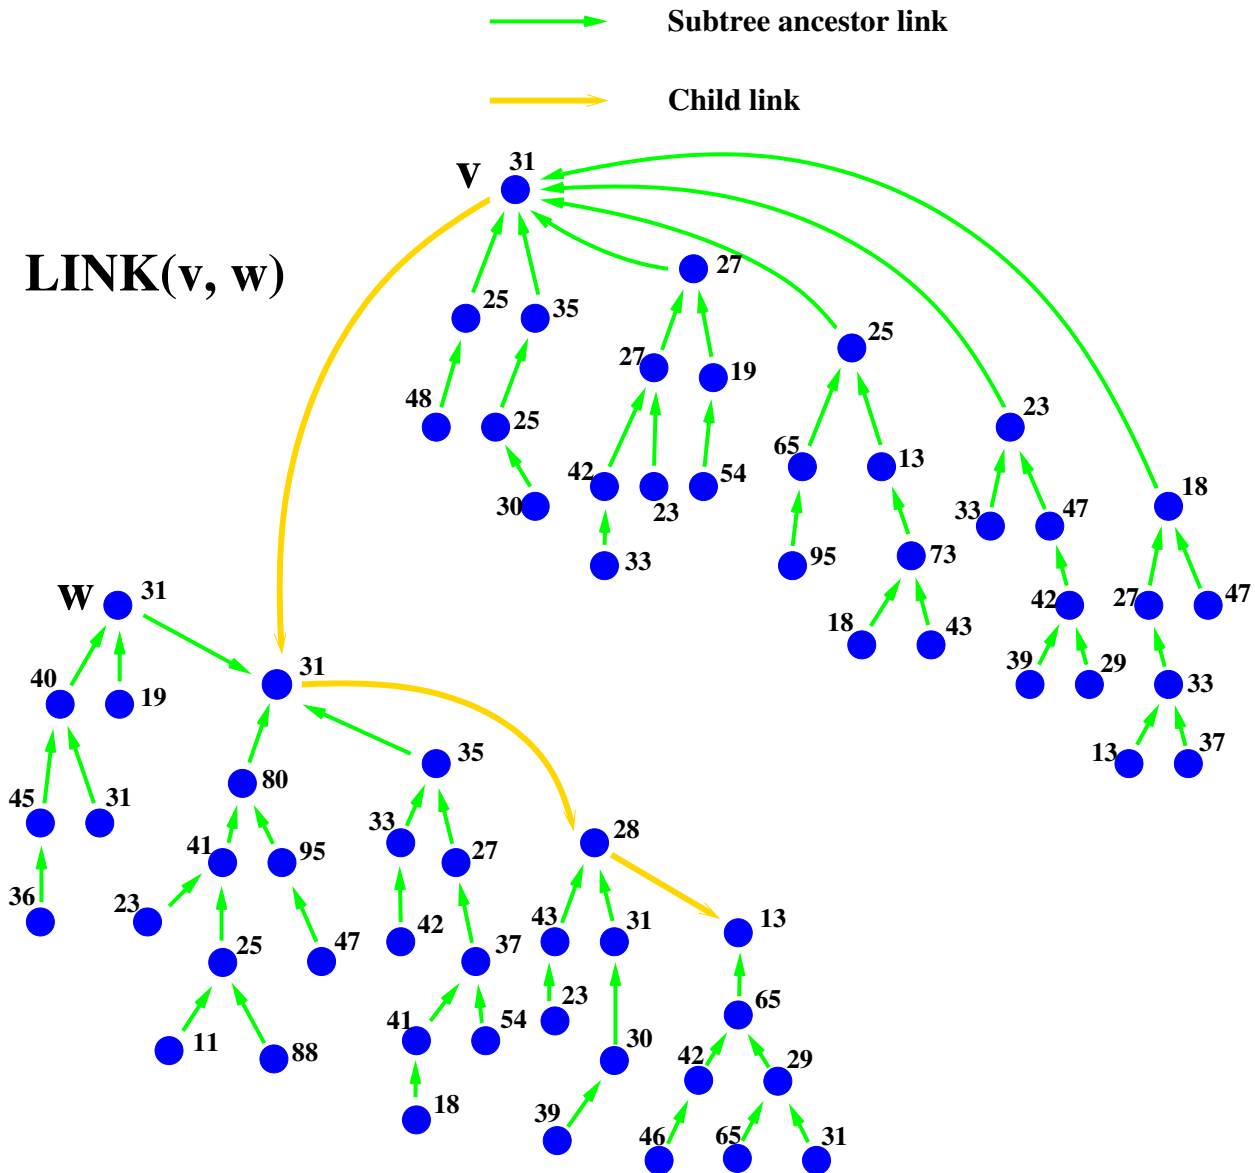 Subtree ancestor link
Child link
v 31
LINK(v, w)
27
25 35
25
27 19
48 25 23
65 13
42 54
30 23 18
33 47
33 95 73
w 31
42 27 47
18 43
40 19 31 39 29 33
35 13 37
80
45 31
33 28
41 95 27
36 23 42 43 31 13
25 47 37
23 65
41 54
11 88 30
42 29
18 39
46 65 31